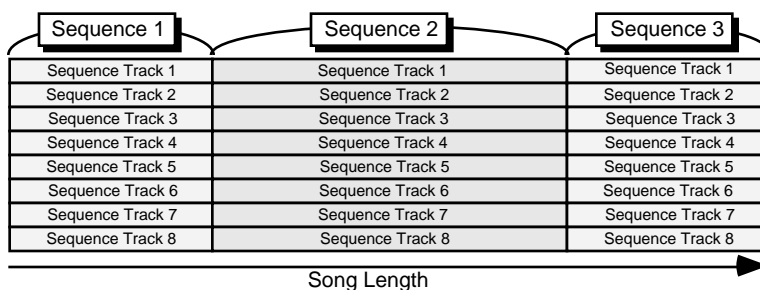 Sequence 1 Sequence 2 Sequence 3
Sequence Track 1 Sequence Track 1 Sequence Track 1
Sequence Track 2 Sequence Track 2 Sequence Track 2
Sequence Track 3 Sequence Track 3 Sequence Track 3
Sequence Track 4 Sequence Track 4 Sequence Track 4
Sequence Track 5 Sequence Track 5 Sequence Track 5
Sequence Track 6 Sequence Track 6 Sequence Track 6
Sequence Track 7 Sequence Track 7 Sequence Track 7
Sequence Track 8 Sequence Track 8 Sequence Track 8
Song Length